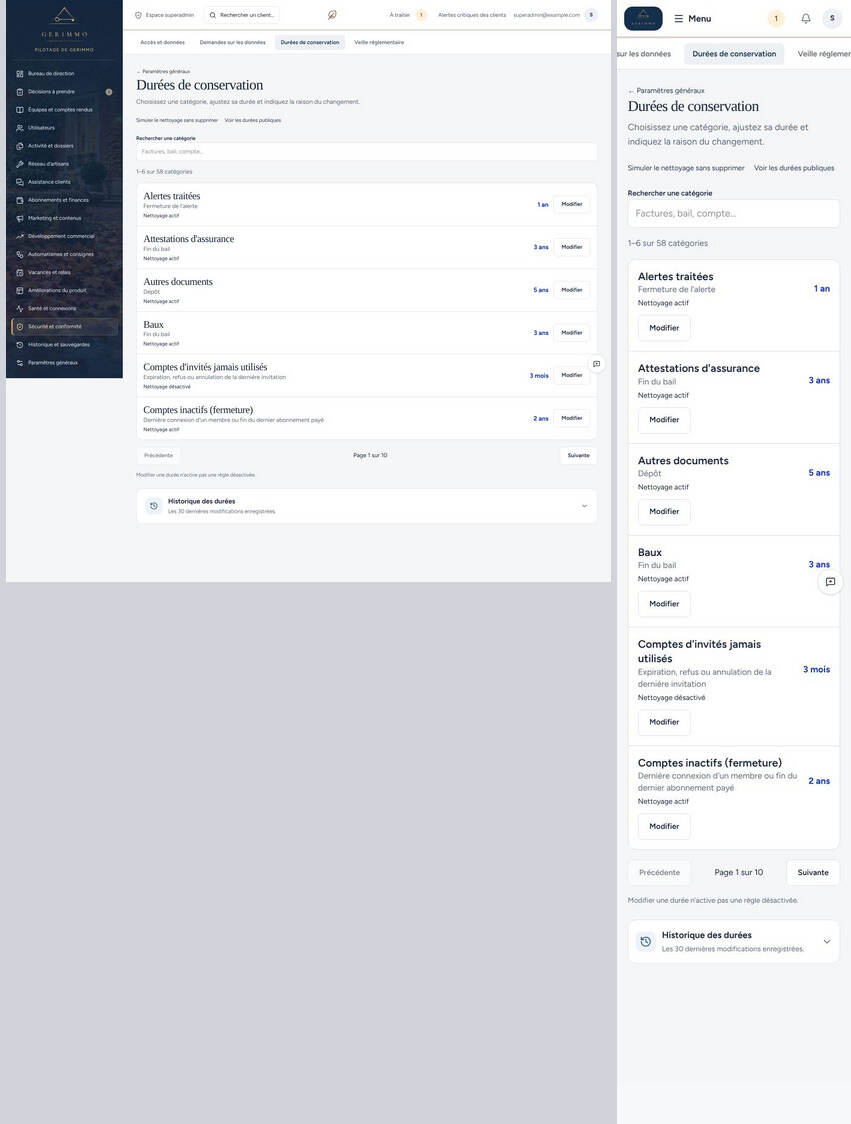 GERIMMO
PILOTAGE DE GERIMMO
Bureau de direction
Décisions à prendre
Équipes et comptes rendus
Utilisateurs
Activité et dossiers
Réseau d'artisans
Assistance clients
Abonnements et finances
Marketing et contenus
Développement commercial
Automatismes et consignes
Vacances et relais
Améliorations du produit
Santé et connexions
Sécurité et conformité
Historique et sauvegardes
Paramètres généraux
Espace superadmin
Rechercher un client...
À traiter 1
Alertes critiques des clients
superadmin@example.com
S
Accès et données
Demandes sur les données
Durées de conservation
Veille réglementaire
← Paramètres généraux
Durées de conservation
Choisissez une catégorie, ajustez sa durée et indiquez la raison du changement.
Simuler le nettoyage sans supprimer
Voir les durées publiques
Rechercher une catégorie
Factures, bail, compte...
1–6 sur 58 catégories
Alertes traitées
Fermeture de l'alerte
Nettoyage actif
1 an
Modifier
Attestations d'assurance
Fin du bail
Nettoyage actif
3 ans
Modifier
Autres documents
Dépôt
Nettoyage actif
5 ans
Modifier
Baux
Fin du bail
Nettoyage actif
3 ans
Modifier
Comptes d'invités jamais utilisés
Expiration, refus ou annulation de la dernière invitation
Nettoyage désactivé
3 mois
Modifier
Comptes inactifs (fermeture)
Dernière connexion d'un membre ou fin du dernier abonnement payé
Nettoyage actif
2 ans
Modifier
Précédente
Page 1 sur 10
Suivante
Modifier une durée n'active pas une règle désactivée.
Historique des durées
Les 30 dernières modifications enregistrées.
Menu
1
S
sur les données
Durées de conservation
Veille réglemen
← Paramètres généraux
Durées de conservation
Choisissez une catégorie, ajustez sa durée et
indiquez la raison du changement.
Simuler le nettoyage sans supprimer
Voir les durées publiques
Rechercher une catégorie
Factures, bail, compte...
1–6 sur 58 catégories
Alertes traitées
Fermeture de l'alerte
Nettoyage actif
1 an
Modifier
Attestations d'assurance
Fin du bail
Nettoyage actif
3 ans
Modifier
Autres documents
Dépôt
Nettoyage actif
5 ans
Modifier
Baux
Fin du bail
Nettoyage actif
3 ans
Modifier
Comptes d'invités jamais
utilisés
Expiration, refus ou annulation de la
dernière invitation
Nettoyage désactivé
3 mois
Modifier
Comptes inactifs (fermeture)
Dernière connexion d'un membre ou fin du
dernier abonnement payé
Nettoyage actif
2 ans
Modifier
Précédente
Page 1 sur 10
Suivante
Modifier une durée n'active pas une règle désactivée.
Historique des durées
Les 30 dernières modifications enregistrées.